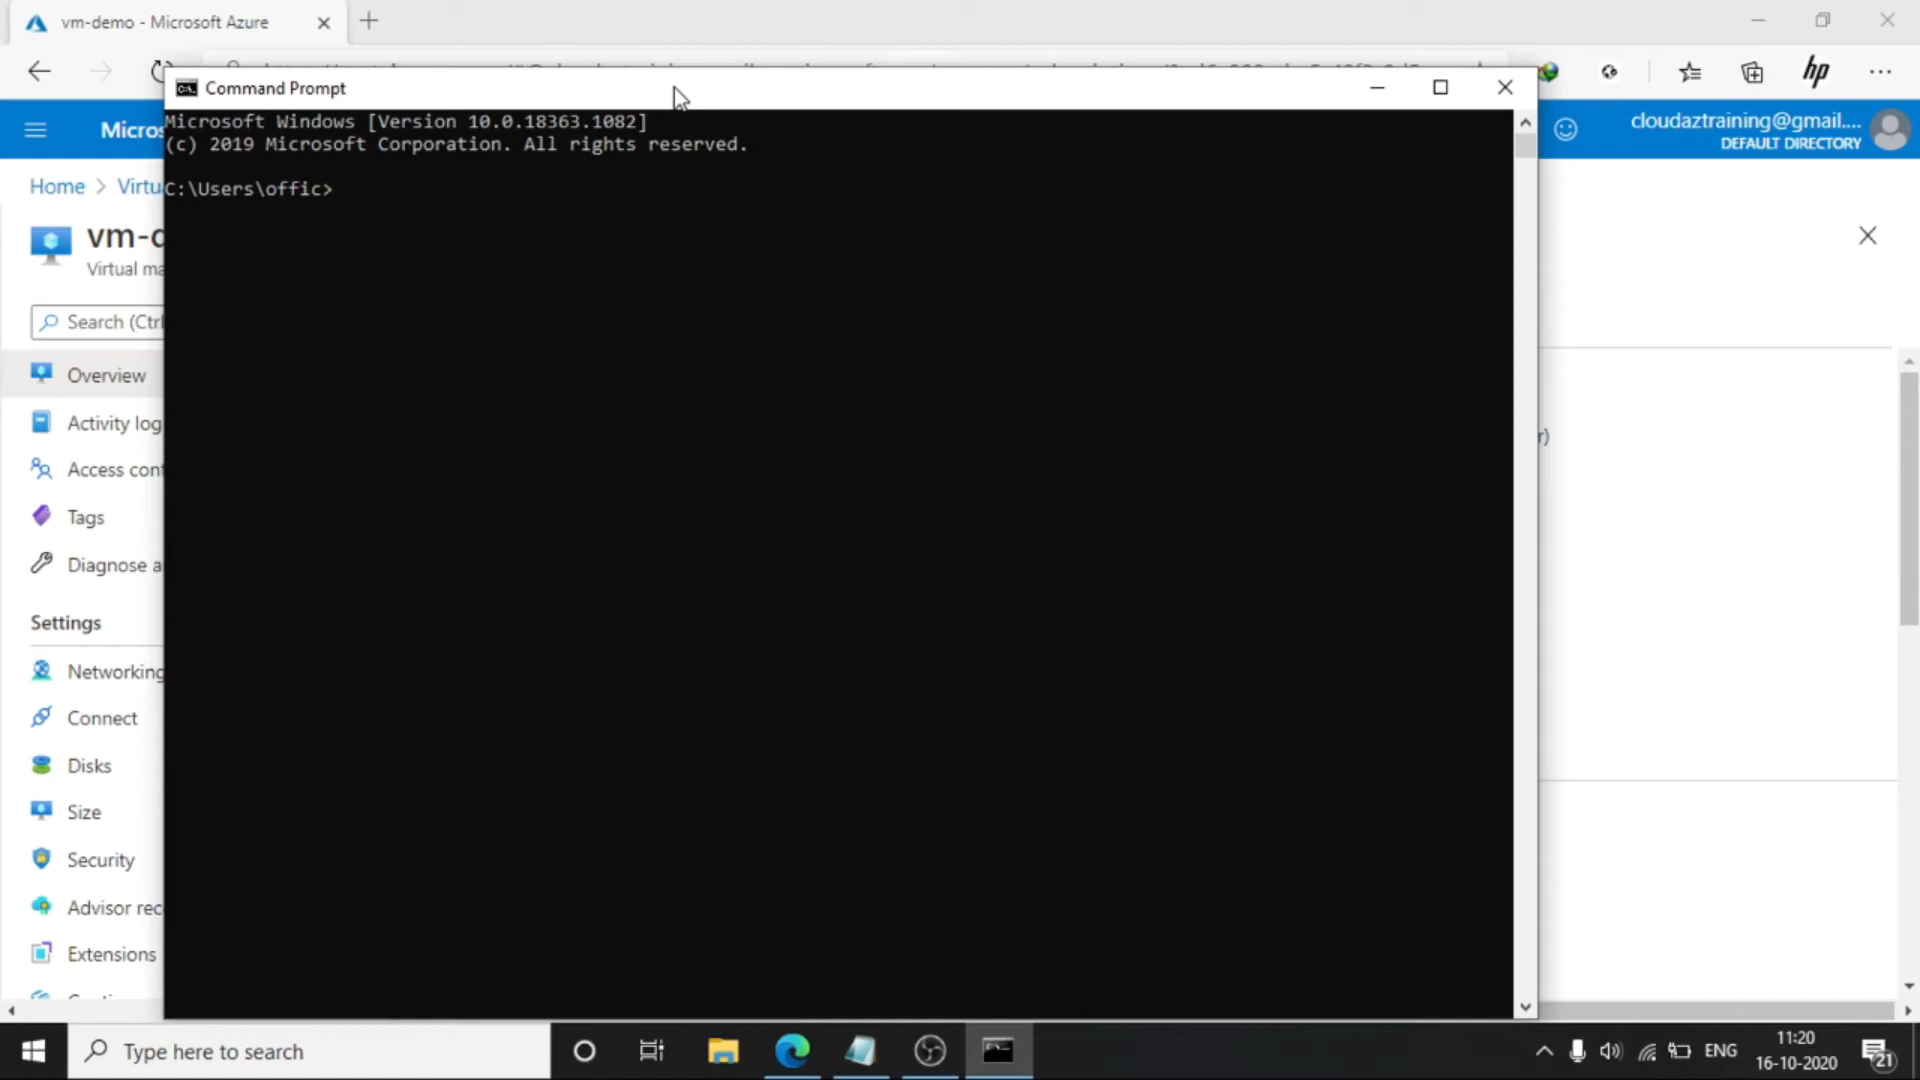 vm-demo - Microsoft Azure
Command Prompt
hp
Microsoft Windows [Version 10.0.18363.1082]
(c) 2019 Microsoft Corporation. All rights reserved.
C:\Users\offic>
Micros
cloudaztraining@gmail....
DEFAULT DIRECTORY
Home > Virtu
vm-d
Virtual ma
Search (Ctrl
Overview
Activity log
Access cont
Tags
Diagnose a
r)
Settings
Networking
Connect
Disks
Size
Security
Advisor rec
Extensions
Type here to search
ENG
11:20
16-10-2020
21